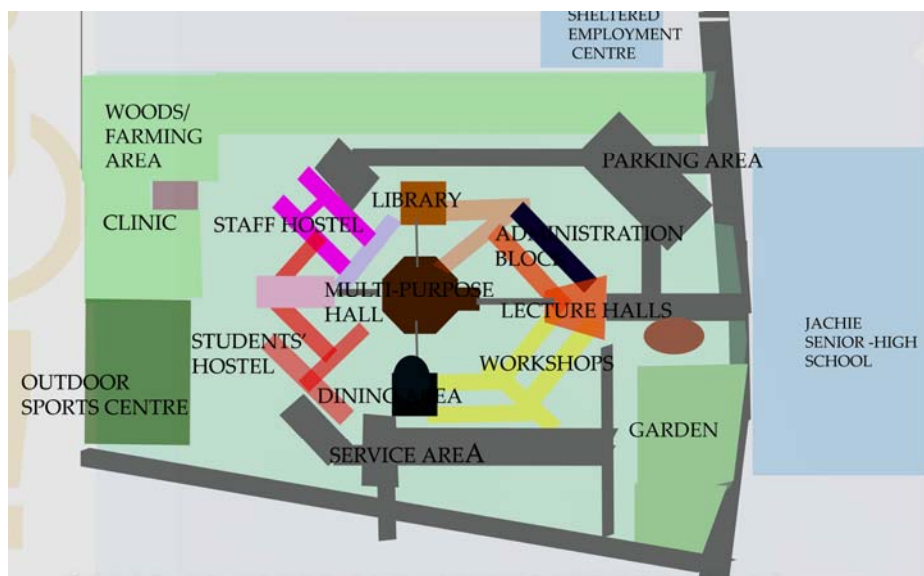 SHELTERED
EMPLOYMENT
CENTRE
WOODS/
FARMING
AREA
PARKING AREA
LIBRARY
CLINIC
STAFF HOSTEL
ADMINISTRATION
BLOCK
MULTI-PURPOSE
HALL
LECTURE HALLS
STUDENTS'
HOSTEL
WORKSHOPS
JACHIE
SENIOR -HIGH
SCHOOL
OUTDOOR
SPORTS CENTRE
DINING AREA
GARDEN
SERVICE AREA